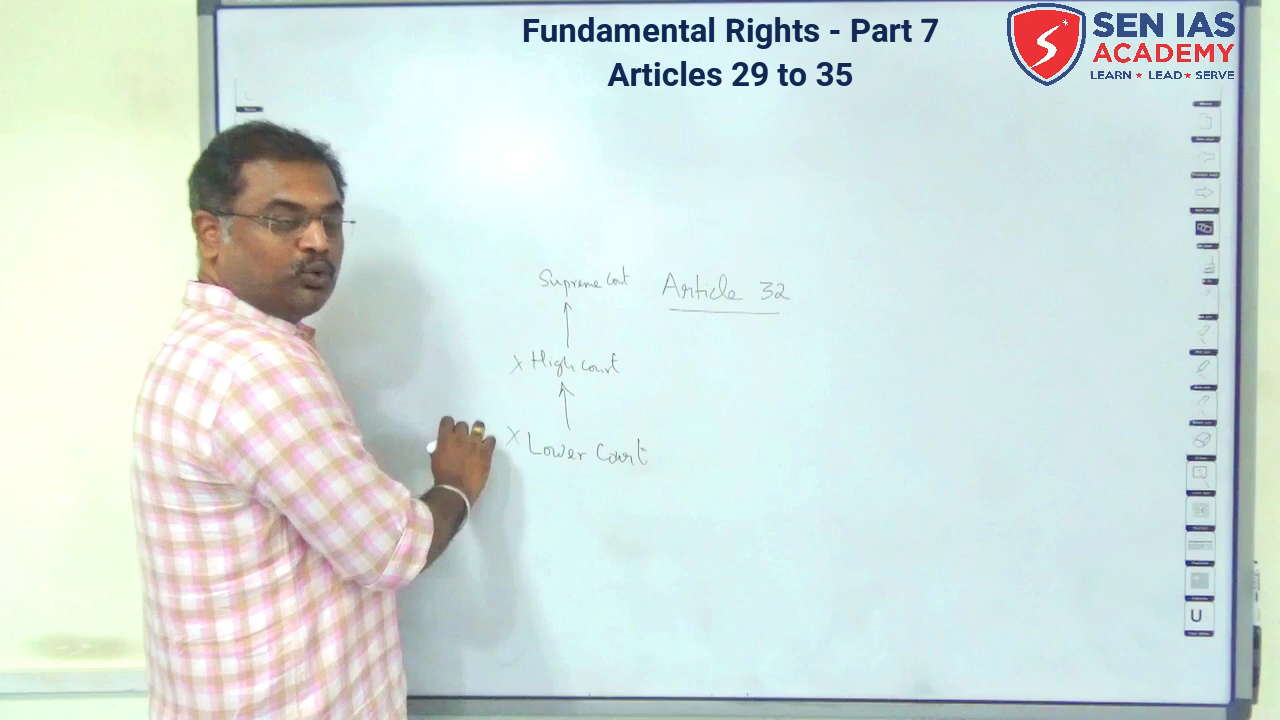 Fundamental Rights - Part 7
Articles 29 to 35
SEN IAS
ACADEMY
LEARN ★ LEAD ★ SERVE
Supreme Court Article 32
X High court
X Lower Court
U